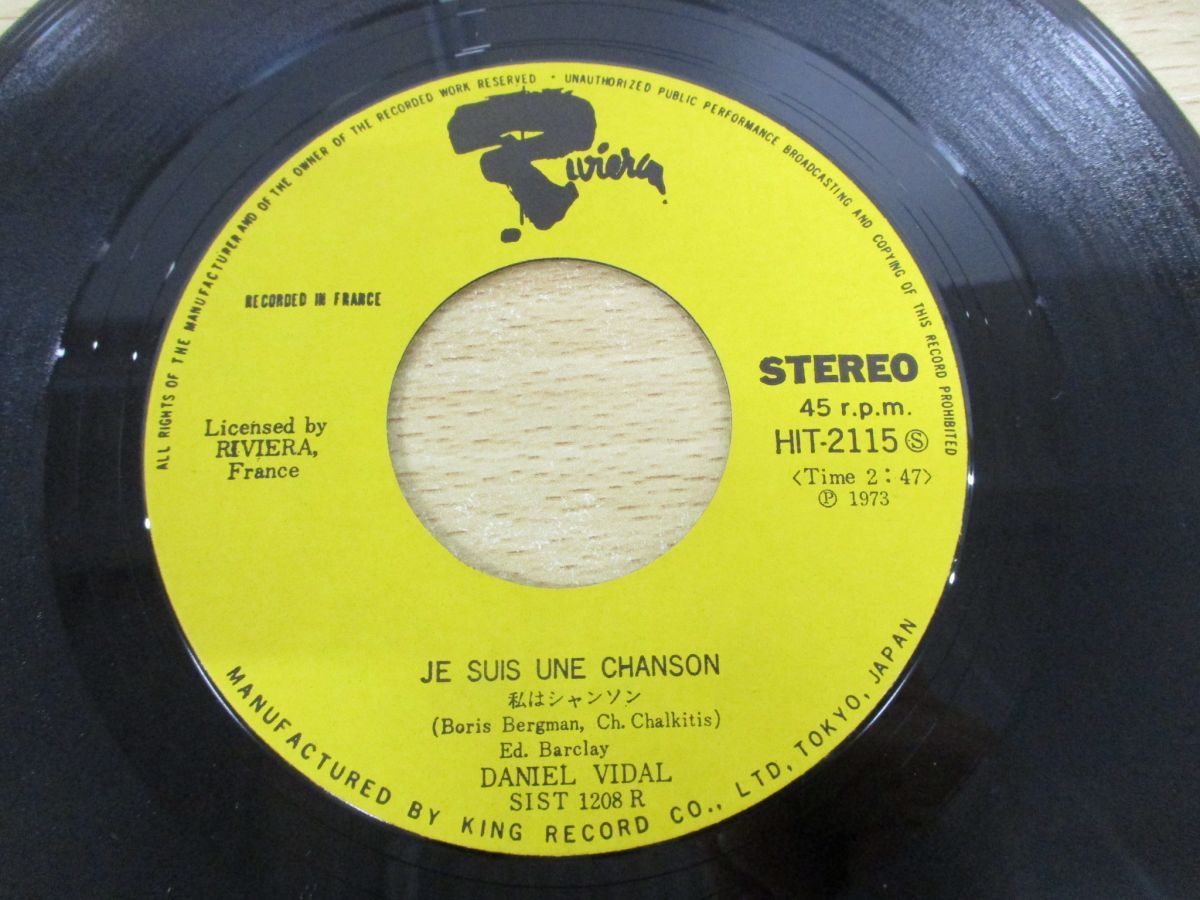 ALL RIGHTS OF THE MANUFACTURER AND OF THE OWNER OF THE RECORDED WORK RESERVED · UNAUTHORIZED PUBLIC PERFORMANCE BROADCASTING AND COPYING OF THIS RECORD PROHIBITED
Riviera
RECORDED IN FRANCE
Licensed by
RIVIERA,
France
STEREO
45 r.p.m.
HIT-2115 Ⓢ
〈Time 2:47〉
Ⓟ 1973
JE SUIS UNE CHANSON
私はシャンソン
(Boris Bergman, Ch. Chalkitis)
Ed. Barclay
DANIEL VIDAL
SIST 1208 R
MANUFACTURED BY KING RECORD CO., LTD, TOKYO, JAPAN